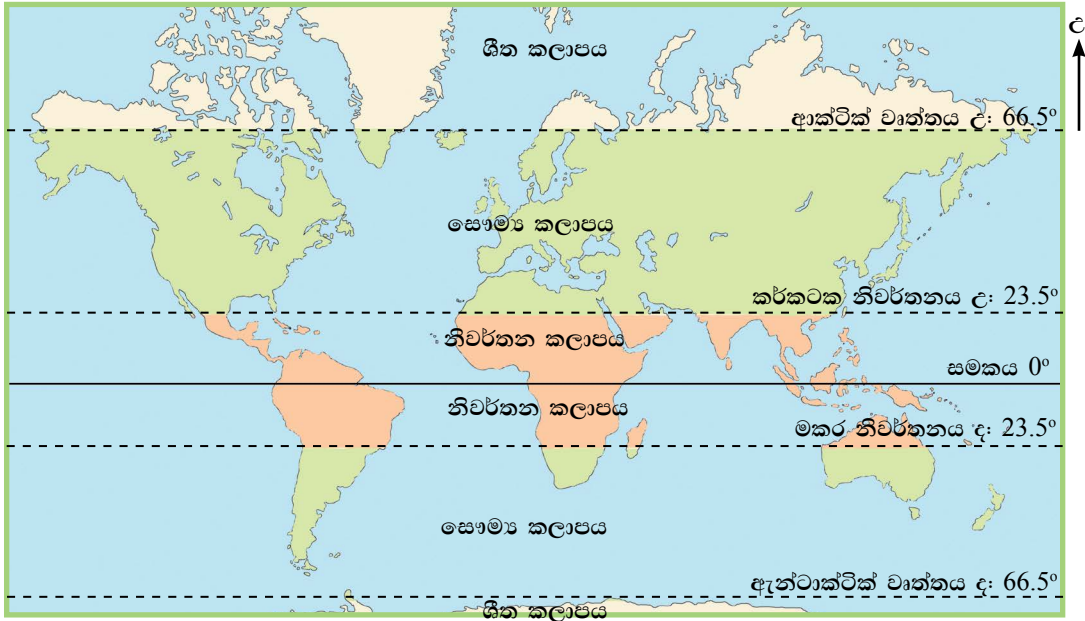 උ
ශීත කලාපය
ආක්ටික් වෘත්තය උ: 66.5º
සෞම්‍ය කලාපය
කර්කටක නිවර්තනය උ: 23.5º
නිවර්තන කලාපය
සමකය 0º
නිවර්තන කලාපය
මකර නිවර්තනය ද: 23.5º
සෞම්‍ය කලාපය
ඇන්ටාක්ටික් වෘත්තය ද: 66.5º
ශීත කලාපය